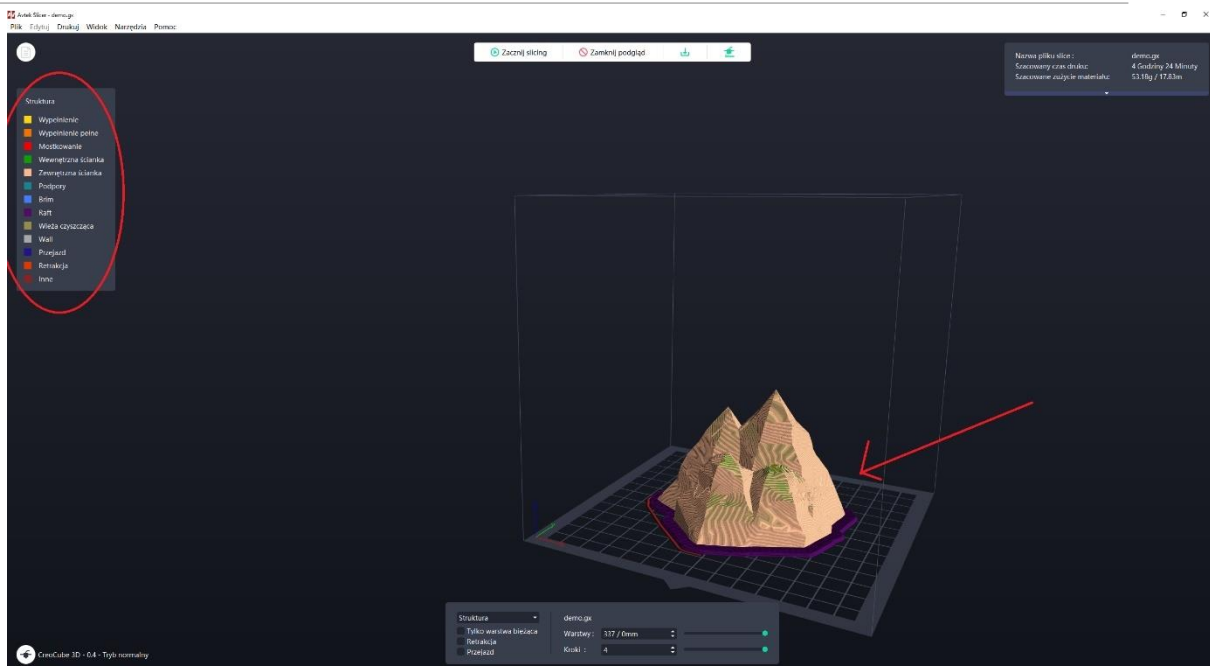 Avtek Slicer - demo.gx
Plik Edytuj Drukuj Widok Narzędzia Pomoc
Zacznij slicing Zamknij podgląd
Nazwa pliku slice : demo.gx
Szacowany czas druku: 4 Godziny 24 Minuty
Szacowane zużycie materiału: 53.18g / 17.83m
Struktura
Wypełnienie
Wypełnienie pełne
Mostkowanie
Wewnętrzna ścianka
Zewnętrzna ścianka
Podpory
Brim
Raft
Wieża czyszcząca
Wall
Przejazd
Retrakcja
Inne
Struktura demo.gx
Tylko warstwa bieżąca Warstwy: 337 / 0mm
Retrakcja
Przejazd Kroki : 4
CreoCube 3D - 0.4 - Tryb normalny